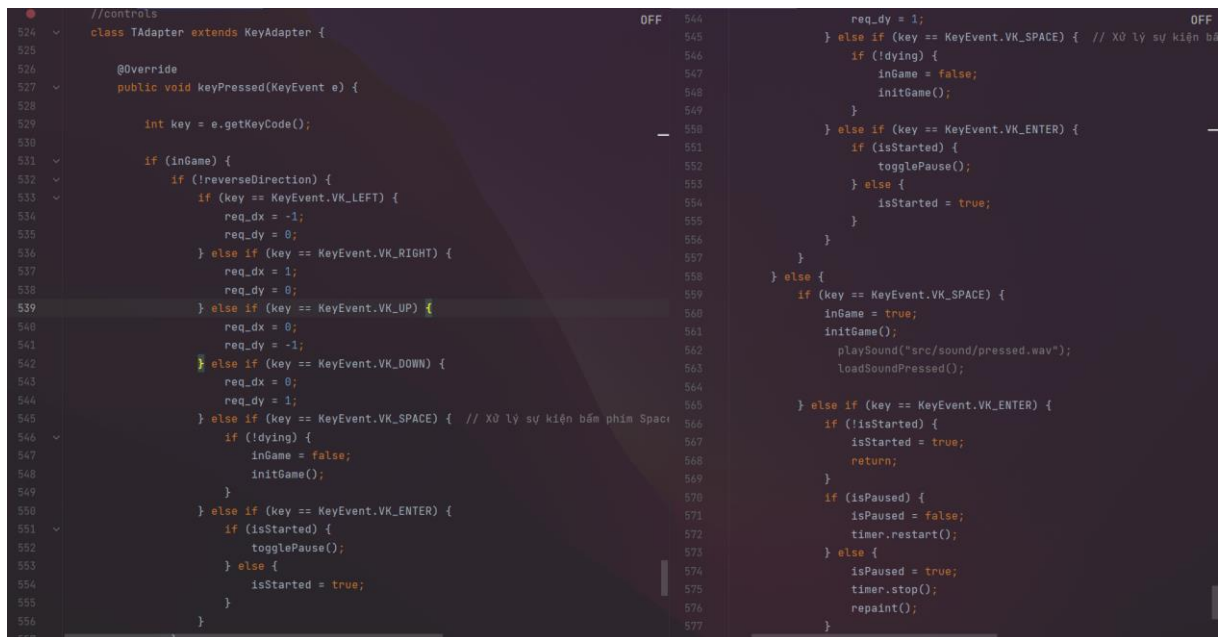 //controls
OFF
524 class TAdapter extends KeyAdapter {
525
526 @Override
527 public void keyPressed(KeyEvent e) {
528
529 int key = e.getKeyCode();
530
531 if (inGame) {
532 if (!reverseDirection) {
533 if (key == KeyEvent.VK_LEFT) {
534 req_dx = -1;
535 req_dy = 0;
536 } else if (key == KeyEvent.VK_RIGHT) {
537 req_dx = 1;
538 req_dy = 0;
539 } else if (key == KeyEvent.VK_UP) {
540 req_dx = 0;
541 req_dy = -1;
542 } else if (key == KeyEvent.VK_DOWN) {
543 req_dx = 0;
544 req_dy = 1;
545 } else if (key == KeyEvent.VK_SPACE) { // Xử lý sự kiện bấm phím Space
546 if (!dying) {
547 inGame = false;
548 initGame();
549 }
550 } else if (key == KeyEvent.VK_ENTER) {
551 if (isStarted) {
552 togglePause();
553 } else {
554 isStarted = true;
555 }
556 }
544 req_dy = 1;
OFF
545 } else if (key == KeyEvent.VK_SPACE) { // Xử lý sự kiện
546 if (!dying) {
547 inGame = false;
548 initGame();
549 }
550 } else if (key == KeyEvent.VK_ENTER) {
551 if (isStarted) {
552 togglePause();
553 } else {
554 isStarted = true;
555 }
556 }
557 }
558 } else {
559 if (key == KeyEvent.VK_SPACE) {
560 inGame = true;
561 initGame();
562 playSound("src/sound/pressed.wav");
563 loadSoundPressed();
564
565 } else if (key == KeyEvent.VK_ENTER) {
566 if (!isStarted) {
567 isStarted = true;
568 return;
569 }
570 if (isPaused) {
571 isPaused = false;
572 timer.restart();
573 } else {
574 isPaused = true;
575 timer.stop();
576 repaint();
577 }